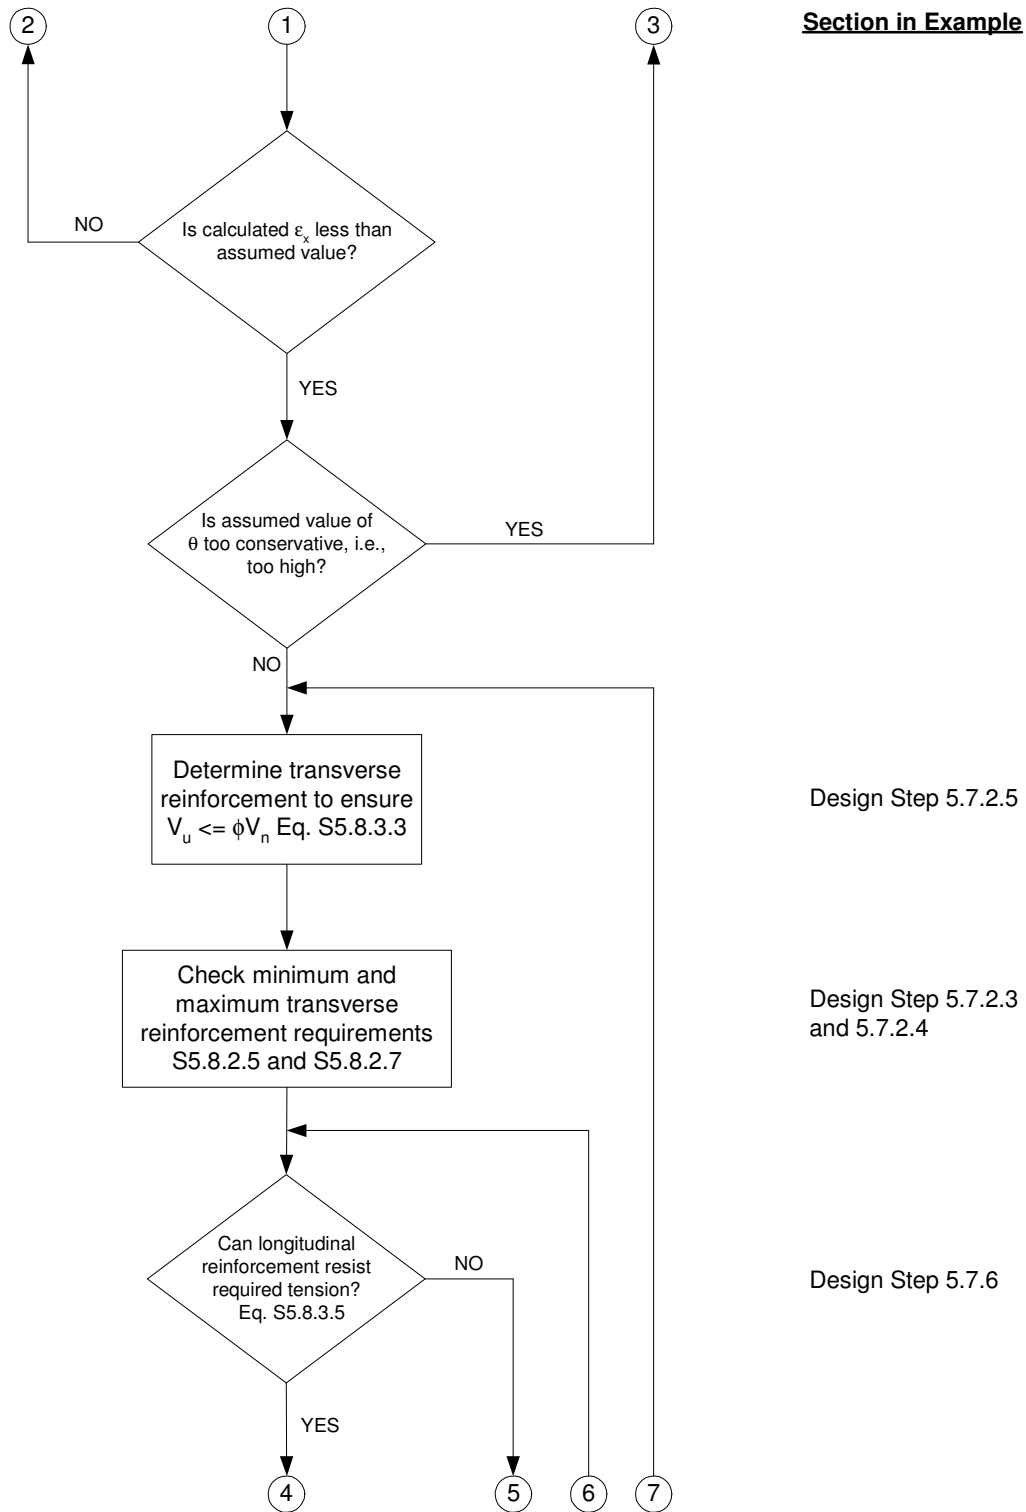 2
1
3
Section in Example
NO
Is calculated εx less than
assumed value?
YES
Is assumed value of
θ too conservative, i.e.,
too high?
YES
NO
Determine transverse
reinforcement to ensure
Vu <= ϕVn Eq. S5.8.3.3
Design Step 5.7.2.5
Check minimum and
maximum transverse
reinforcement requirements
S5.8.2.5 and S5.8.2.7
Design Step 5.7.2.3
and 5.7.2.4
Can longitudinal
reinforcement resist
required tension?
Eq. S5.8.3.5
NO
Design Step 5.7.6
YES
4
5
6
7